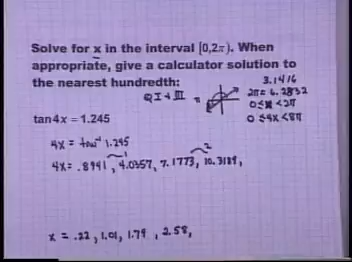 Solve for x in the interval [0,2π). When
appropriate, give a calculator solution to
the nearest hundredth:
3.1416
QI + III
2π = 6.2832
0≤x<2π
0≤4x<8π
tan4x = 1.245
4x = tan⁻¹ 1.245
4x = .8941, 4.0357, 7.1773, 10.3189,
x = .22, 1.01, 1.79, 2.58,